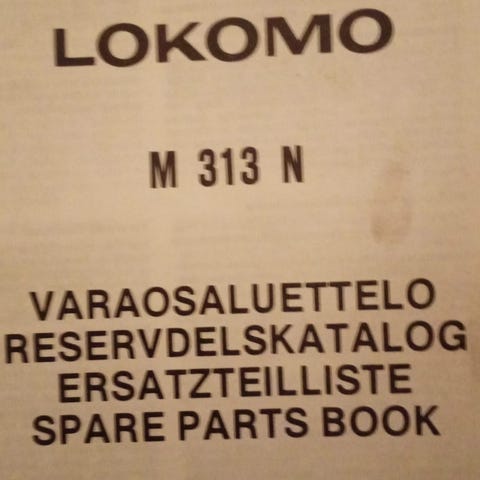 LOKOMO
M 313 N
VARAOSALUETTELO
RESERVDELSKATALOG
ERSATZTEILLISTE
SPARE PARTS BOOK